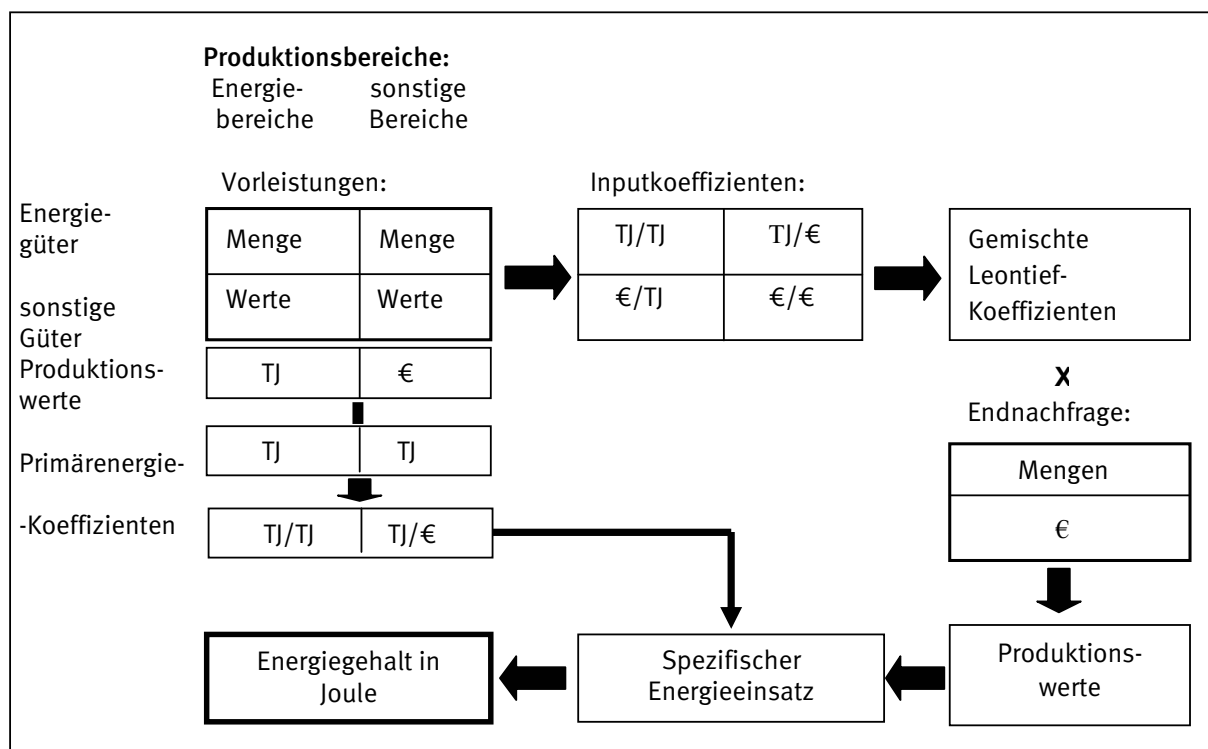 Produktionsbereiche:
Energie- sonstige
bereiche Bereiche
Vorleistungen: Inputkoeffizienten:
Energie-
güter
Menge Menge
TJ/TJ TJ/€
Gemischte
Leontief-
Koeffizienten
Werte Werte
€/TJ €/€
sonstige
Güter
Produktions-
werte
TJ €
x
Endnachfrage:
Primärenergie-
TJ TJ
Mengen
€
-Koeffizienten
TJ/TJ TJ/€
Energiegehalt in
Joule
Spezifischer
Energieeinsatz
Produktions-
werte